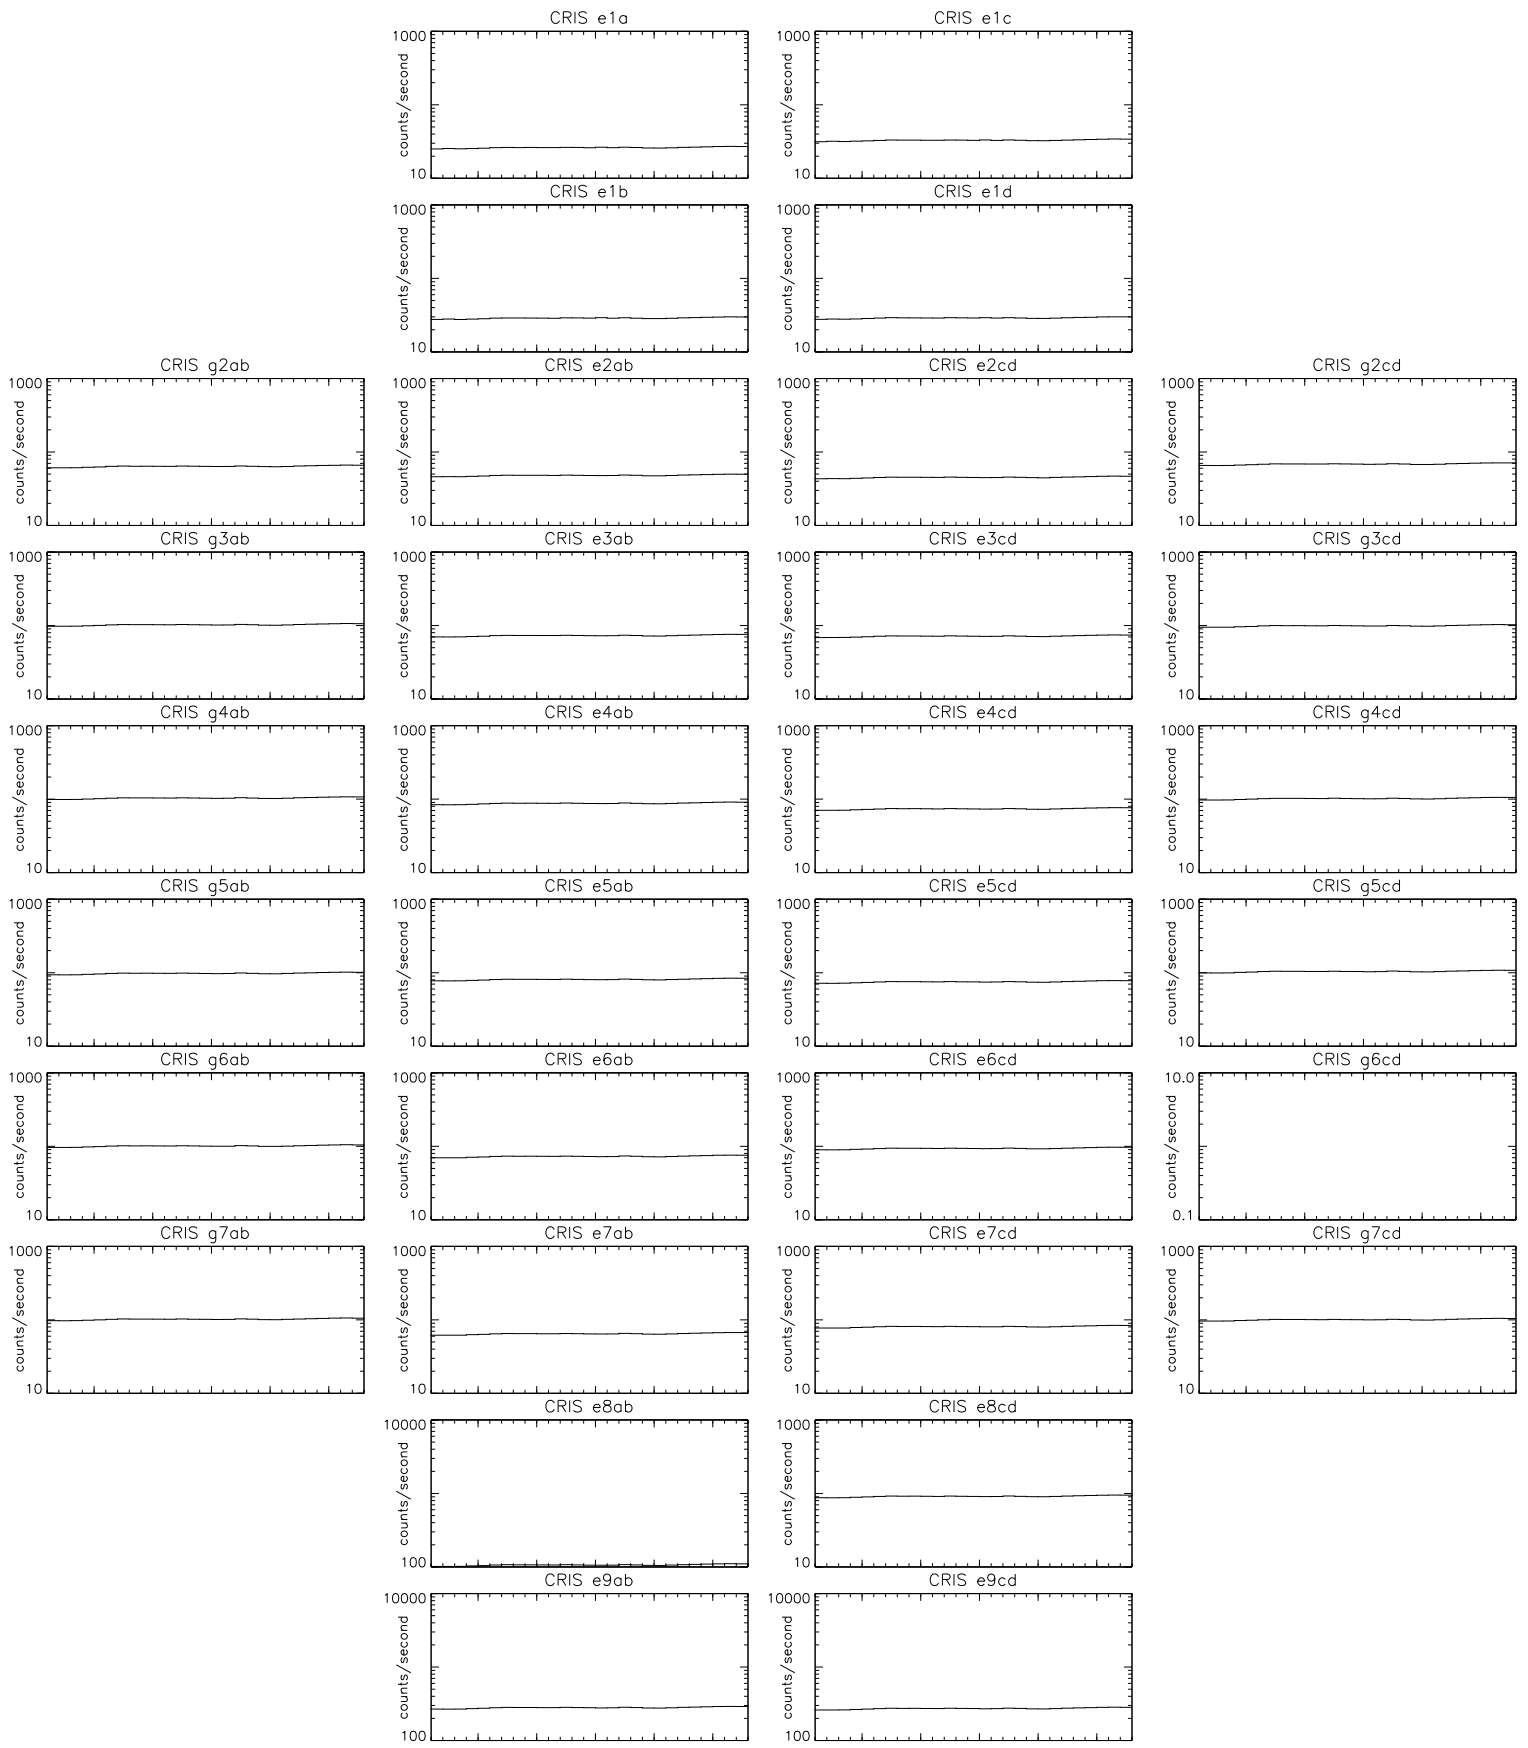 CRIS e1a
1000
counts/second
10
CRIS e1c
1000
counts/second
10
CRIS e1b
1000
counts/second
10
CRIS e1d
1000
counts/second
10
CRIS g2ab
1000
counts/second
10
CRIS e2ab
1000
counts/second
10
CRIS e2cd
1000
counts/second
10
CRIS g2cd
1000
counts/second
10
CRIS g3ab
1000
counts/second
10
CRIS e3ab
1000
counts/second
10
CRIS e3cd
1000
counts/second
10
CRIS g3cd
1000
counts/second
10
CRIS g4ab
1000
counts/second
10
CRIS e4ab
1000
counts/second
10
CRIS e4cd
1000
counts/second
10
CRIS g4cd
1000
counts/second
10
CRIS g5ab
1000
counts/second
10
CRIS e5ab
1000
counts/second
10
CRIS e5cd
1000
counts/second
10
CRIS g5cd
1000
counts/second
10
CRIS g6ab
1000
counts/second
10
CRIS e6ab
1000
counts/second
10
CRIS e6cd
1000
counts/second
10
CRIS g6cd
10.0
counts/second
0.1
CRIS g7ab
1000
counts/second
10
CRIS e7ab
1000
counts/second
10
CRIS e7cd
1000
counts/second
10
CRIS g7cd
1000
counts/second
10
CRIS e8ab
10000
counts/second
100
CRIS e8cd
1000
counts/second
10
CRIS e9ab
10000
counts/second
100
CRIS e9cd
10000
counts/second
100